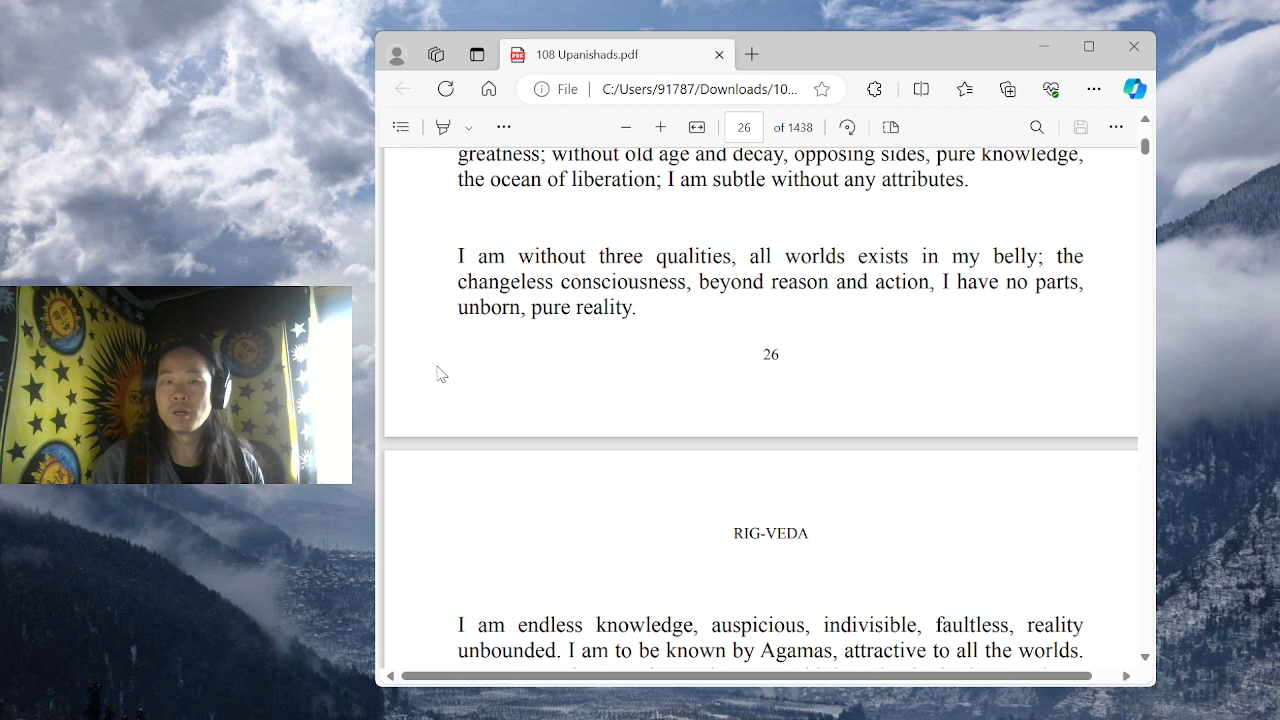 108 Upanishads.pdf
File
C:/Users/91787/Downloads/10...
26 of 1438
greatness; without old age and decay, opposing sides, pure knowledge,
the ocean of liberation; I am subtle without any attributes.
I am without three qualities, all worlds exists in my belly; the
changeless consciousness, beyond reason and action, I have no parts,
unborn, pure reality.
26
RIG-VEDA
I am endless knowledge, auspicious, indivisible, faultless, reality
unbounded. I am to be known by Agamas, attractive to all the worlds.